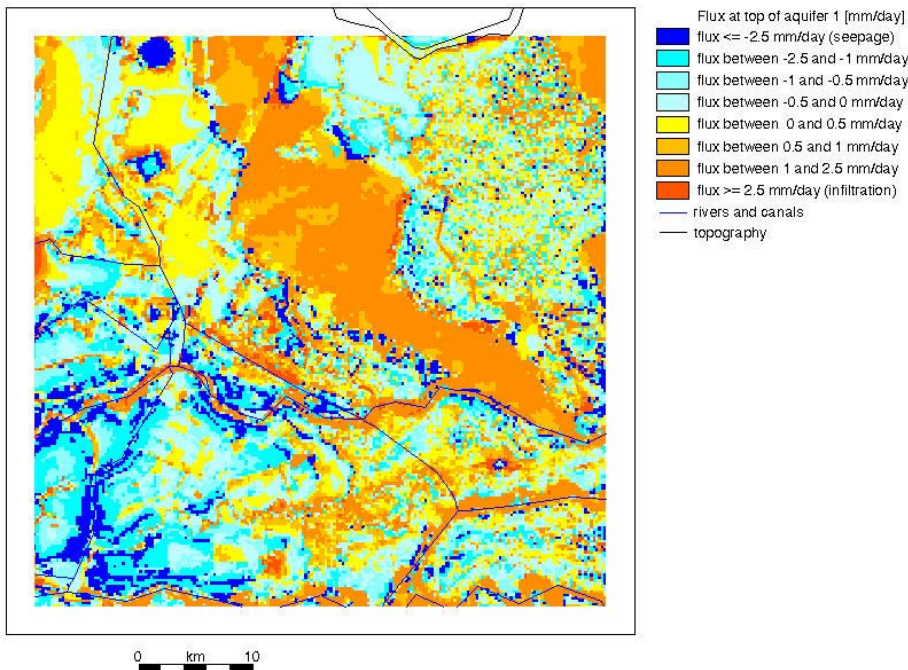 Flux at top of aquifer 1 [mm/day]
flux <= -2.5 mm/day (seepage)
flux between -2.5 and -1 mm/day
flux between -1 and -0.5 mm/day
flux between -0.5 and 0 mm/day
flux between 0 and 0.5 mm/day
flux between 0.5 and 1 mm/day
flux between 1 and 2.5 mm/day
flux >= 2.5 mm/day (infiltration)
rivers and canals
topography
0 km 10